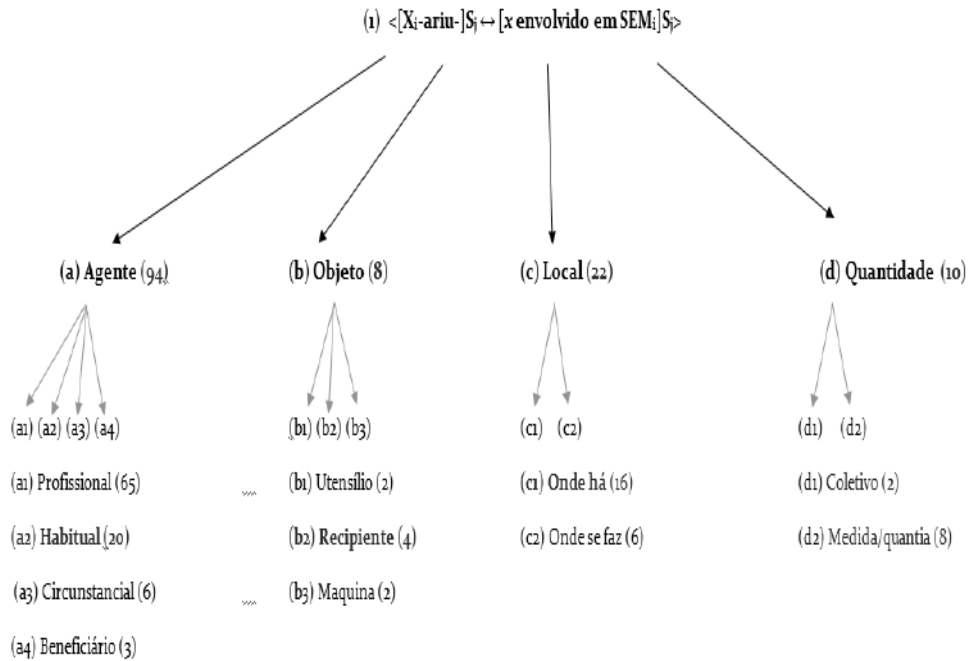 (1) <[Xi-ariu-]Sj ↔ [x envolvido em SEMi]Sj>
(a) Agente (94) (b) Objeto (8) (c) Local (22) (d) Quantidade (10)
(a1) (a2) (a3) (a4) (b1) (b2) (b3) (c1) (c2) (d1) (d2)
(a1) Profissional (65) (b1) Utensílio (2) (c1) Onde há (16) (d1) Coletivo (2)
(a2) Habitual (20) (b2) Recipiente (4) (c2) Onde se faz (6) (d2) Medida/quantia (8)
(a3) Circunstancial (6) (b3) Maquina (2)
(a4) Beneficiário (3)